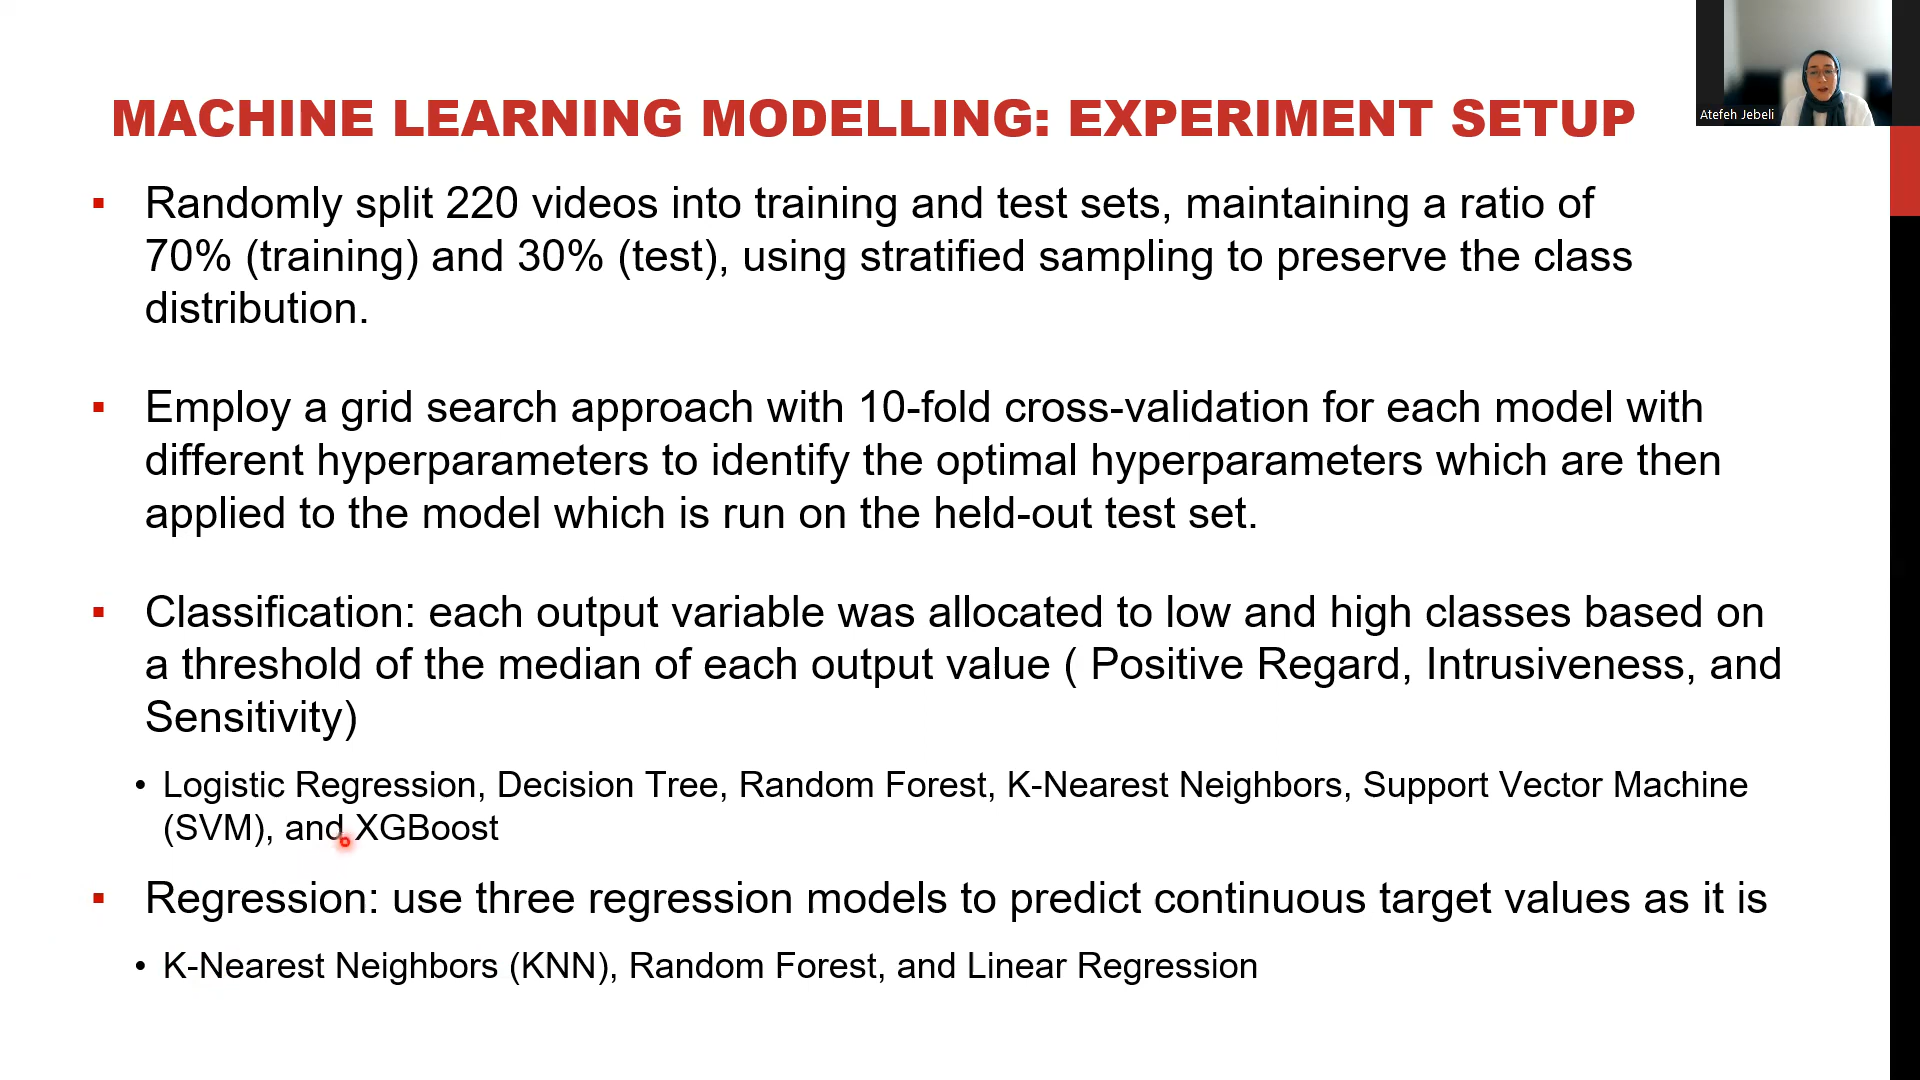 MACHINE LEARNING MODELLING: EXPERIMENT SETUP
Atefeh Jebeli
▪ Randomly split 220 videos into training and test sets, maintaining a ratio of
70% (training) and 30% (test), using stratified sampling to preserve the class
distribution.
▪ Employ a grid search approach with 10-fold cross-validation for each model with
different hyperparameters to identify the optimal hyperparameters which are then
applied to the model which is run on the held-out test set.
▪ Classification: each output variable was allocated to low and high classes based on
a threshold of the median of each output value ( Positive Regard, Intrusiveness, and
Sensitivity)
• Logistic Regression, Decision Tree, Random Forest, K-Nearest Neighbors, Support Vector Machine
(SVM), and XGBoost
▪ Regression: use three regression models to predict continuous target values as it is
• K-Nearest Neighbors (KNN), Random Forest, and Linear Regression